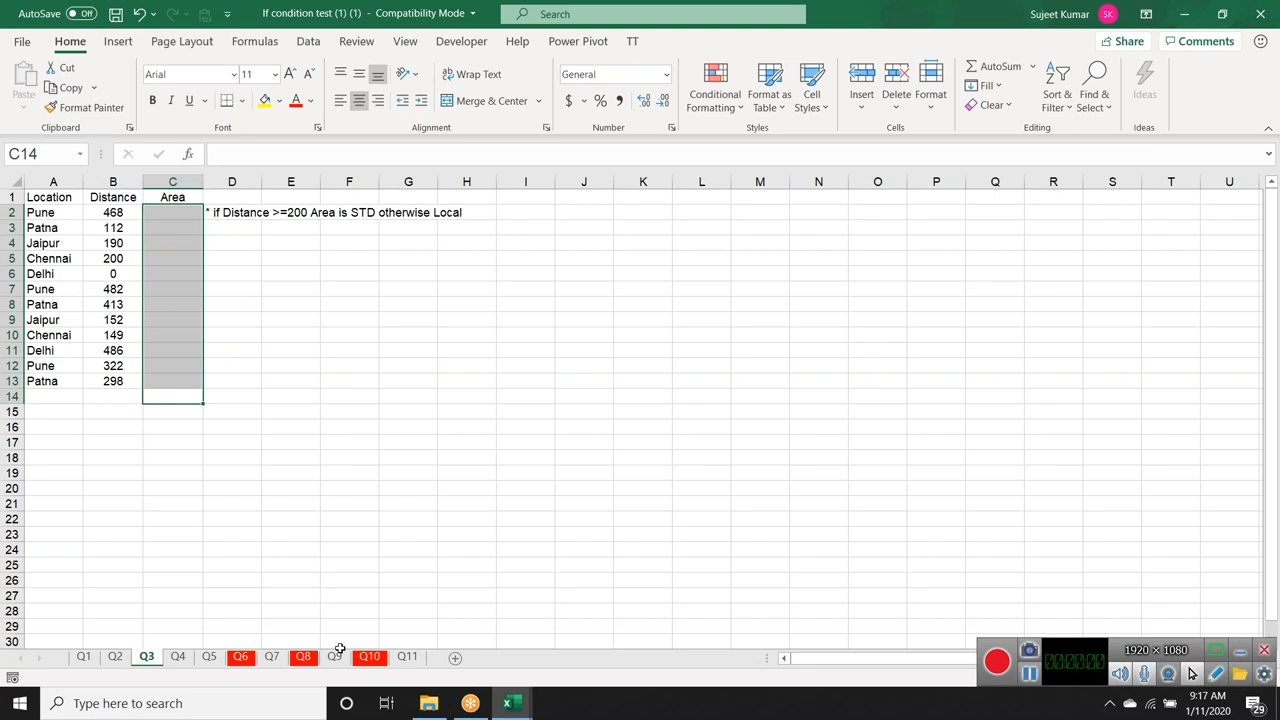 AutoSave Off If condition test (1) (1) - Compatibility Mode Search Sujeet Kumar SK
File Home Insert Page Layout Formulas Data Review View Developer Help Power Pivot TT Share Comments
Paste Cut Copy Format Painter Clipboard
Arial 11 A A B I U A Font
Wrap Text Merge & Center Alignment
General $ % , Number
Conditional Formatting Format as Table Cell Styles Styles
Insert Delete Format Cells
AutoSum Fill Clear Sort & Filter Find & Select Editing
Ideas Ideas
C14 fx
A B C D E F G H I J K L M N O P Q R S T U
1 Location Distance Area
2 Pune 468 * if Distance >=200 Area is STD otherwise Local
3 Patna 112
4 Jaipur 190
5 Chennai 200
6 Delhi 0
7 Pune 482
8 Patna 413
9 Jaipur 152
10 Chennai 149
11 Delhi 486
12 Pune 322
13 Patna 298
14
15
16
17
18
19
20
21
22
23
24
25
26
27
28
29
30
Q1 Q2 Q3 Q4 Q5 Q6 Q7 Q8 Q9 Q10 Q11
1920 × 1080
00:00:00
Type here to search
9:17 AM
1/11/2020
29